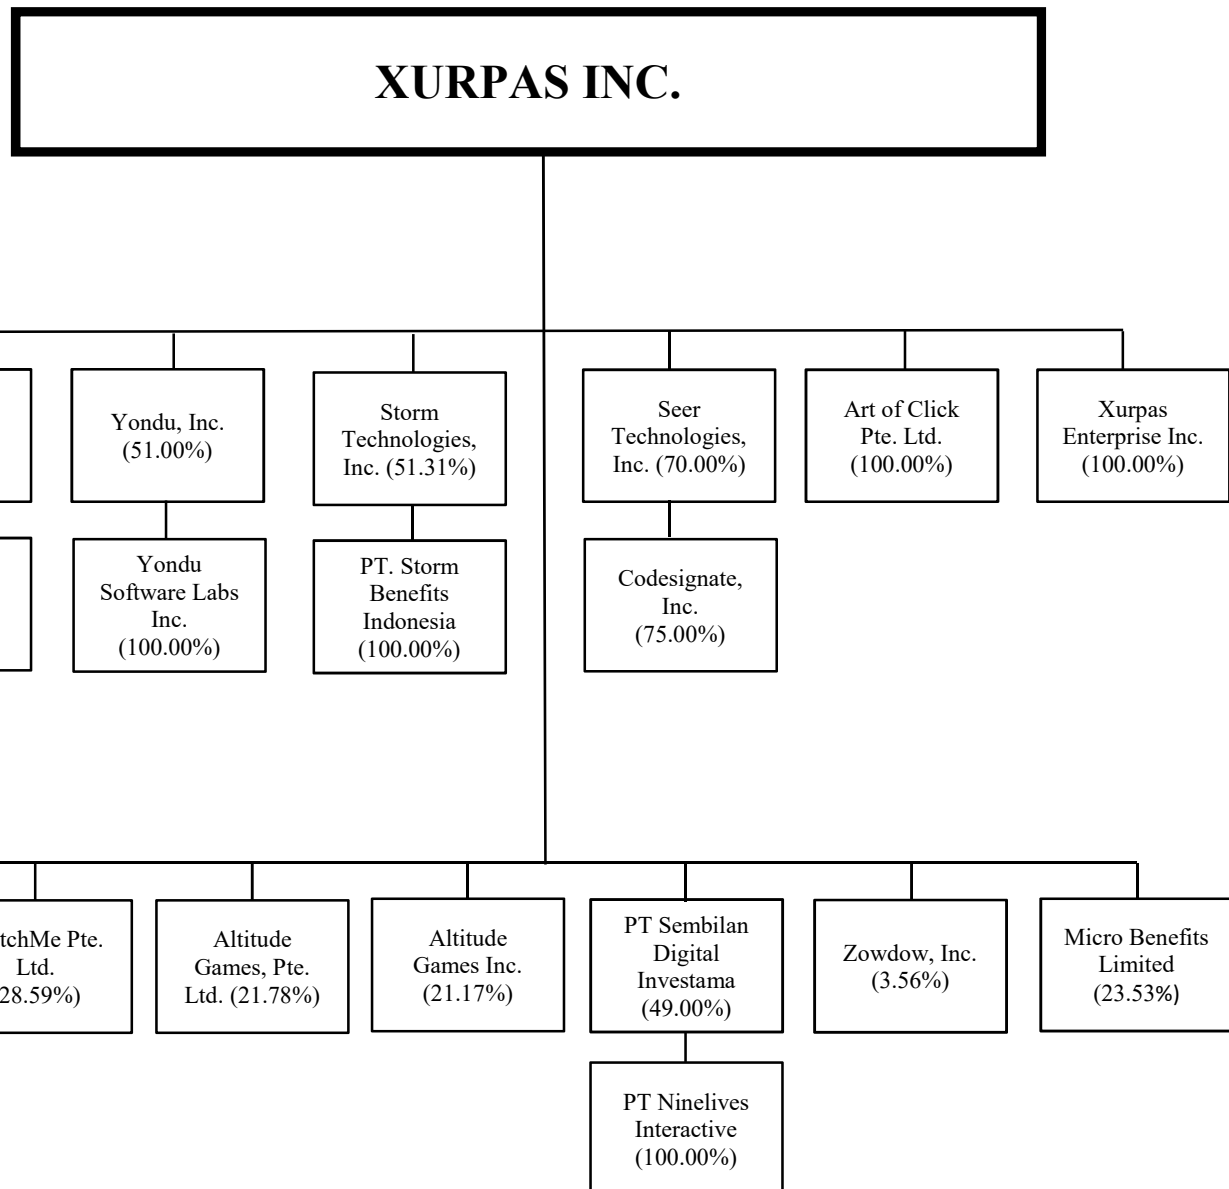 XURPAS INC.
Yondu, Inc.
(51.00%)
Storm
Technologies,
Inc. (51.31%)
Seer
Technologies,
Inc. (70.00%)
Art of Click
Pte. Ltd.
(100.00%)
Xurpas
Enterprise Inc.
(100.00%)
Yondu
Software Labs
Inc.
(100.00%)
PT. Storm
Benefits
Indonesia
(100.00%)
Codesignate,
Inc.
(75.00%)
tchMe Pte.
Ltd.
28.59%)
Altitude
Games, Pte.
Ltd. (21.78%)
Altitude
Games Inc.
(21.17%)
PT Sembilan
Digital
Investama
(49.00%)
Zowdow, Inc.
(3.56%)
Micro Benefits
Limited
(23.53%)
PT Ninelives
Interactive
(100.00%)